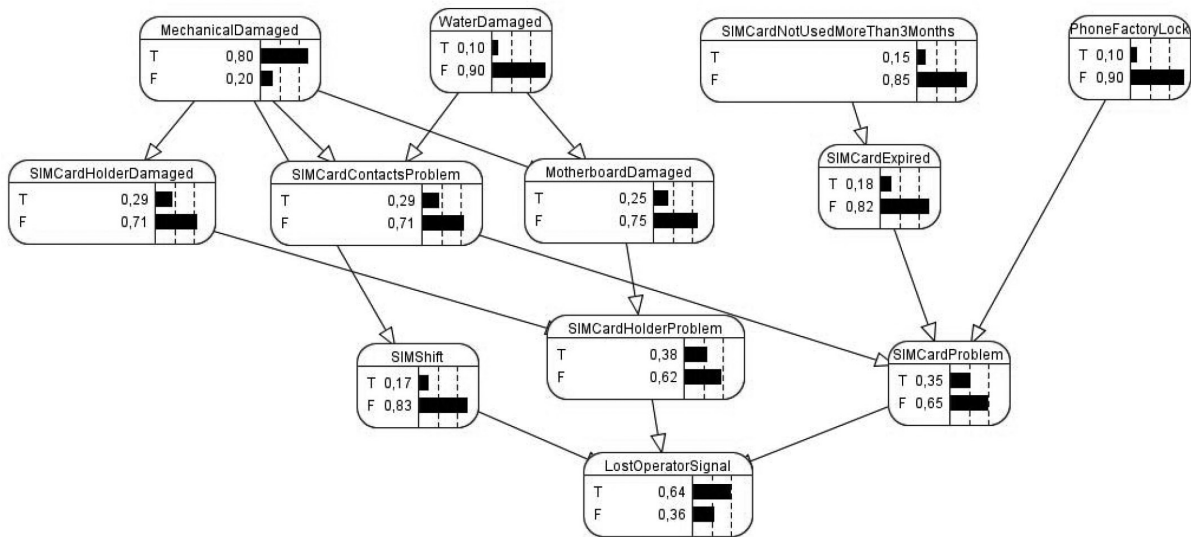 MechanicalDamaged
T 0,80
F 0,20
WaterDamaged
T 0,10
F 0,90
SIMCardNotUsedMoreThan3Months
T 0,15
F 0,85
PhoneFactoryLock
T 0,10
F 0,90
SIMCardHolderDamaged
T 0,29
F 0,71
SIMCardContactsProblem
T 0,29
F 0,71
MotherboardDamaged
T 0,25
F 0,75
SIMCardExpired
T 0,18
F 0,82
SIMShift
T 0,17
F 0,83
SIMCardHolderProblem
T 0,38
F 0,62
SIMCardProblem
T 0,35
F 0,65
LostOperatorSignal
T 0,64
F 0,36